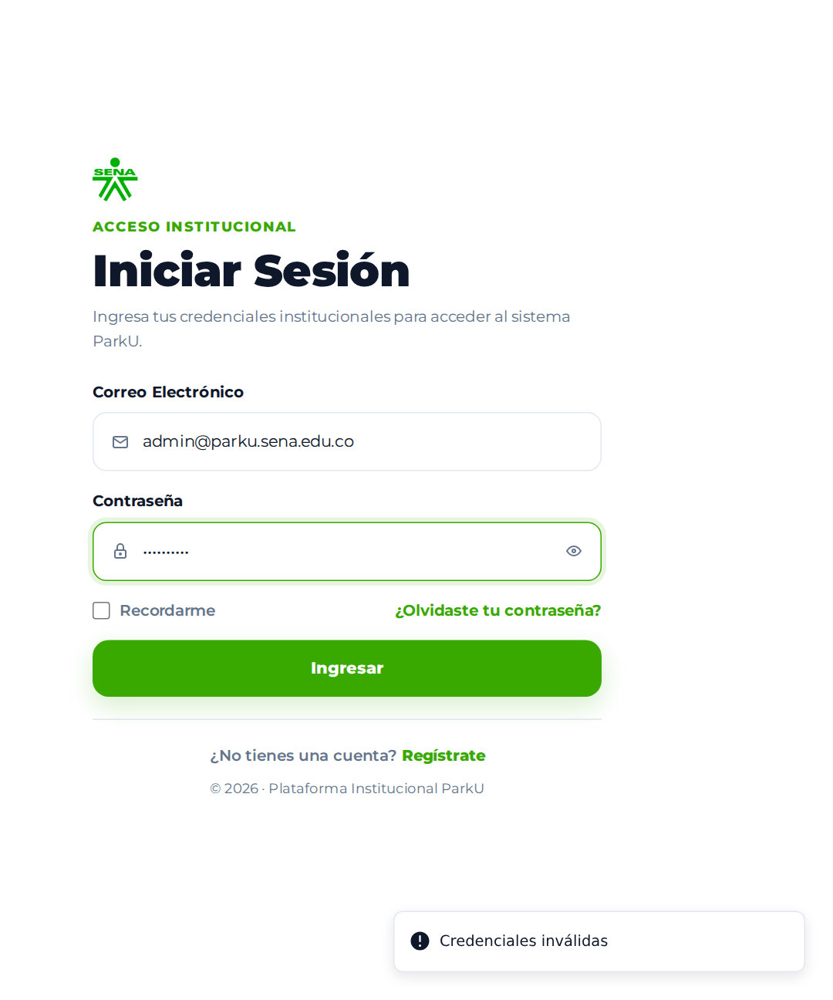 SENA
ACCESO INSTITUCIONAL
Iniciar Sesión
Ingresa tus credenciales institucionales para acceder al sistema
ParkU.
Correo Electrónico
admin@parku.sena.edu.co
Contraseña
••••••••••
Recordarme
¿Olvidaste tu contraseña?
Ingresar
¿No tienes una cuenta? Regístrate
© 2026 · Plataforma Institucional ParkU
Credenciales inválidas